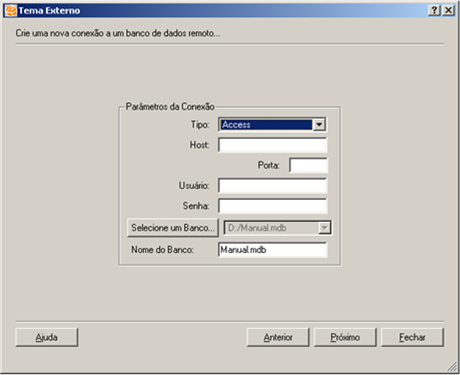 Tema Externo
Crie uma nova conexão a um banco de dados remoto...
Parâmetros da Conexão
Tipo: Access
Host:
Porta:
Usuário:
Senha:
Selecione um Banco... D:/Manual.mdb
Nome do Banco: Manual.mdb
Ajuda Anterior Próximo Fechar